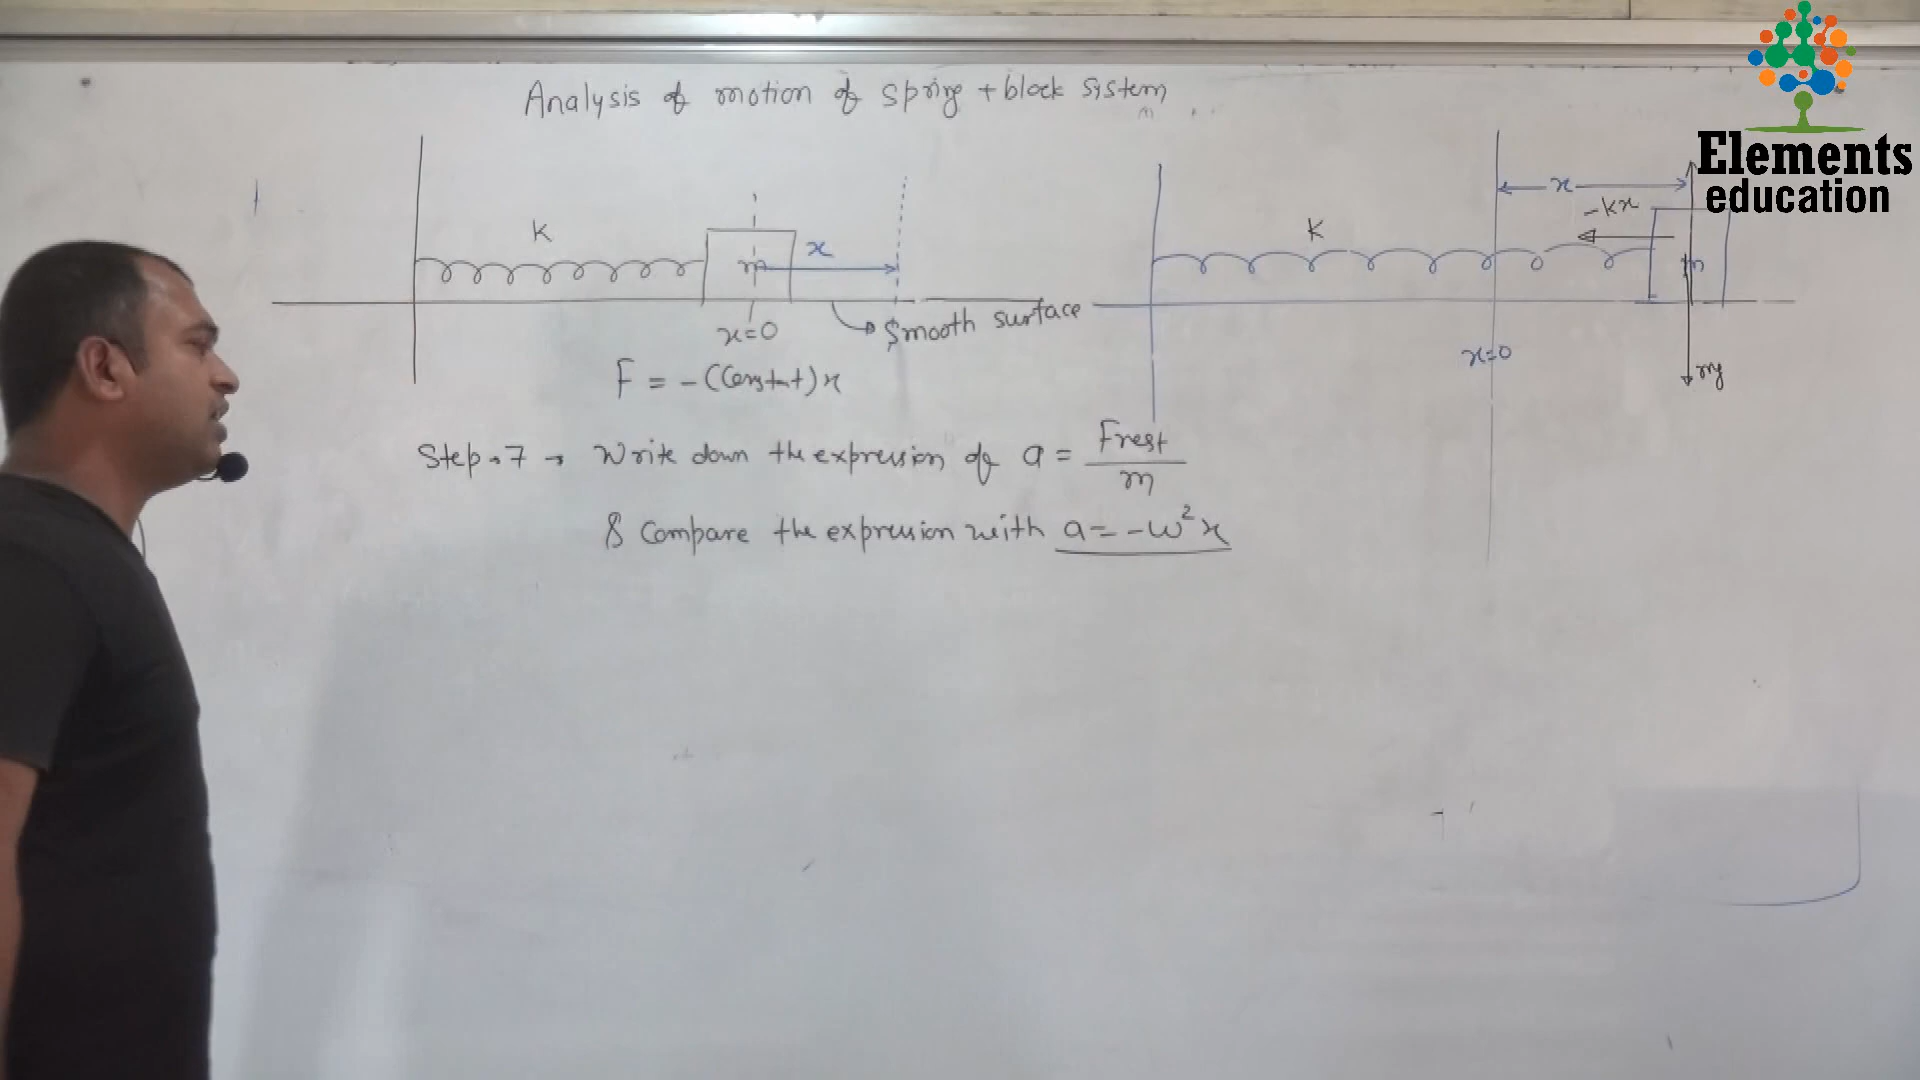 Analysis of motion of spring + block system
Elements
education
K
m
x
x=0
Smooth surface
K
x
-Kx
m
x=0
mg
F = -(Constant)x
Step.7 → Write down the expression of a = Frest / m
& Compare the expression with a = -ω²x